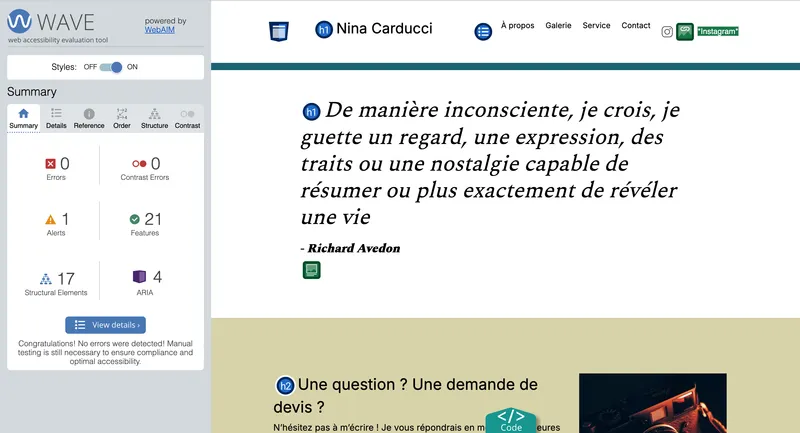 WAVE
web accessibility evaluation tool
powered by
WebAIM
Styles: OFF ON
Summary
Summary Details Reference Order Structure Contrast
0 Errors
0 Contrast Errors
1 Alerts
21 Features
17 Structural Elements
4 ARIA
View details ›
Congratulations! No errors were detected! Manual
testing is still necessary to ensure compliance and
optimal accessibility.
h1 Nina Carducci
À propos Galerie Service Contact
*Instagram*
h1 De manière inconsciente, je crois, je
guette un regard, une expression, des
traits ou une nostalgie capable de
résumer ou plus exactement de révéler
une vie
- Richard Avedon
h2 Une question ? Une demande de
devis ?
N'hésitez pas à m'écrire ! Je vous répondrais en m
eures
</> Code